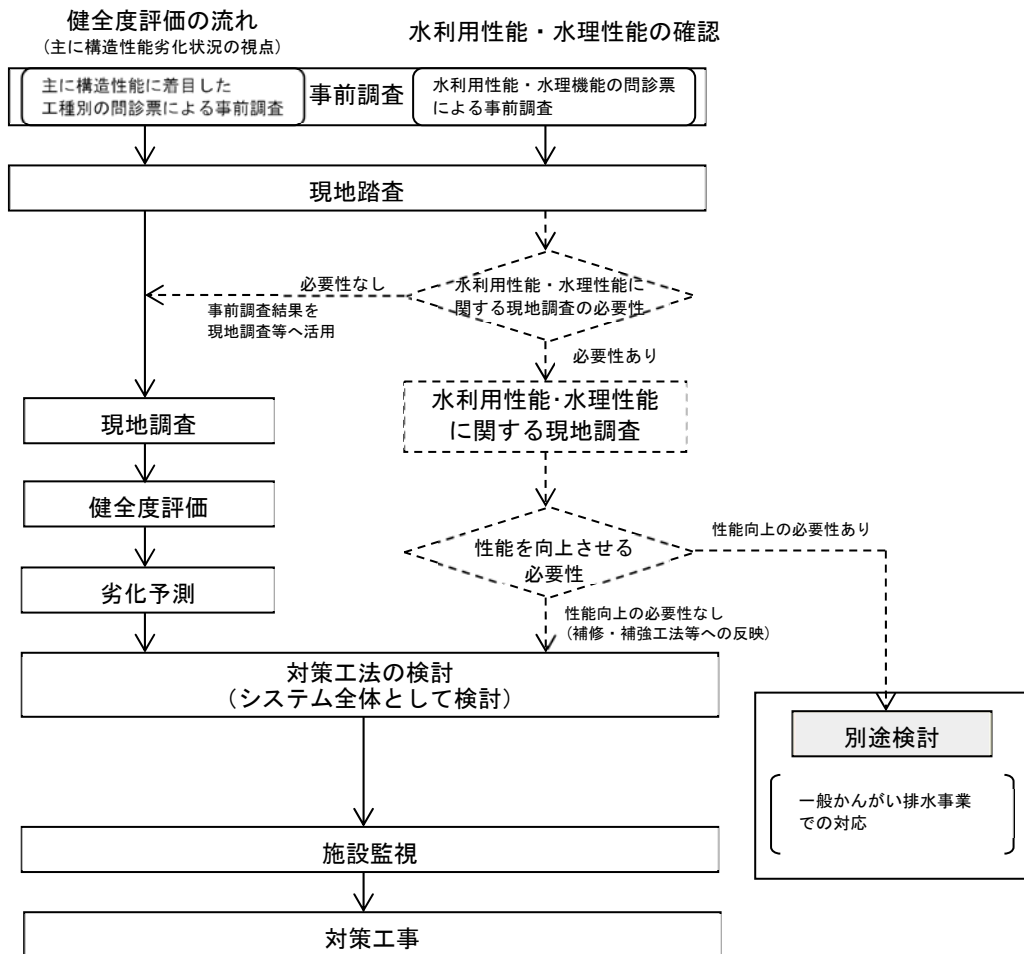 健全度評価の流れ
(主に構造性能劣化状況の視点)
水利用性能・水理性能の確認
主に構造性能に着目した
工種別の問診票による事前調査
事前調査
水利用性能・水理機能の問診票
による事前調査
現地踏査
水利用性能・水理性能に
関する現地調査の必要性
必要性なし
事前調査結果を
現地調査等へ活用
必要性あり
水利用性能・水理性能
に関する現地調査
現地調査
健全度評価
性能を向上させる
必要性
性能向上の必要性あり
劣化予測
性能向上の必要性なし
(補修・補強工法等への反映)
対策工法の検討
(システム全体として検討)
別途検討
一般かんがい排水事業
での対応
施設監視
対策工事